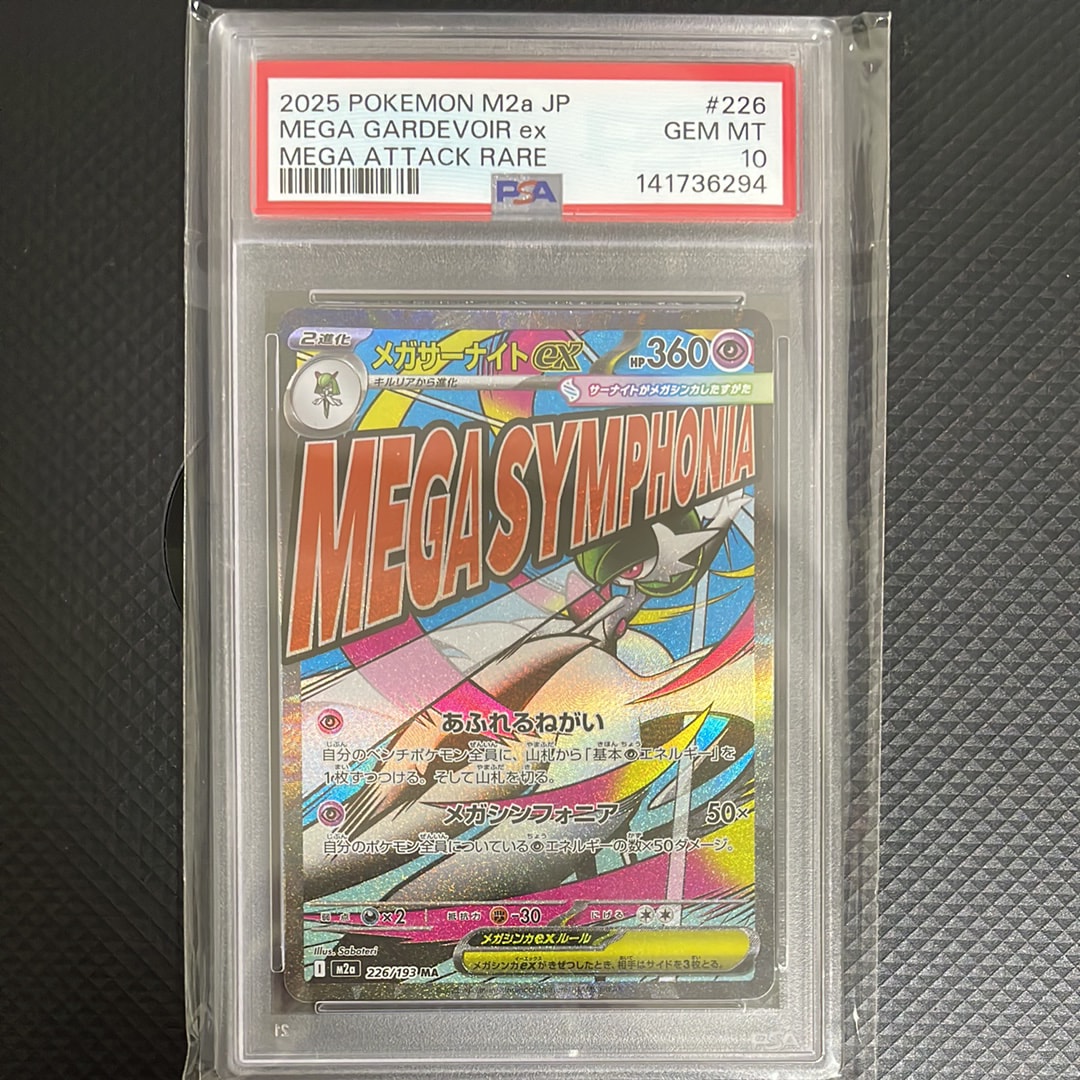 2025 POKEMON M2a JP #226
MEGA GARDEVOIR ex GEM MT
MEGA ATTACK RARE 10
PSA 141736294
2進化
メガサーナイトex HP360
キルリアから進化
サーナイトがメガシンカしたすがた
MEGA SYMPHONIA
あふれるねがい
自分のベンチポケモン全員に、山札から「基本エネルギー」を
1枚ずつつける。そして山札を切る。
メガシンフォニア 50×
自分のポケモン全員についているエネルギーの数×50ダメージ。
弱点 ×2 抵抗力 -30 にげる
メガシンカexルール
メガシンカexがきぜつしたとき、相手はサイドを3枚とる。
Illus. Saboteri
I M2a 226/193 MA
PSA